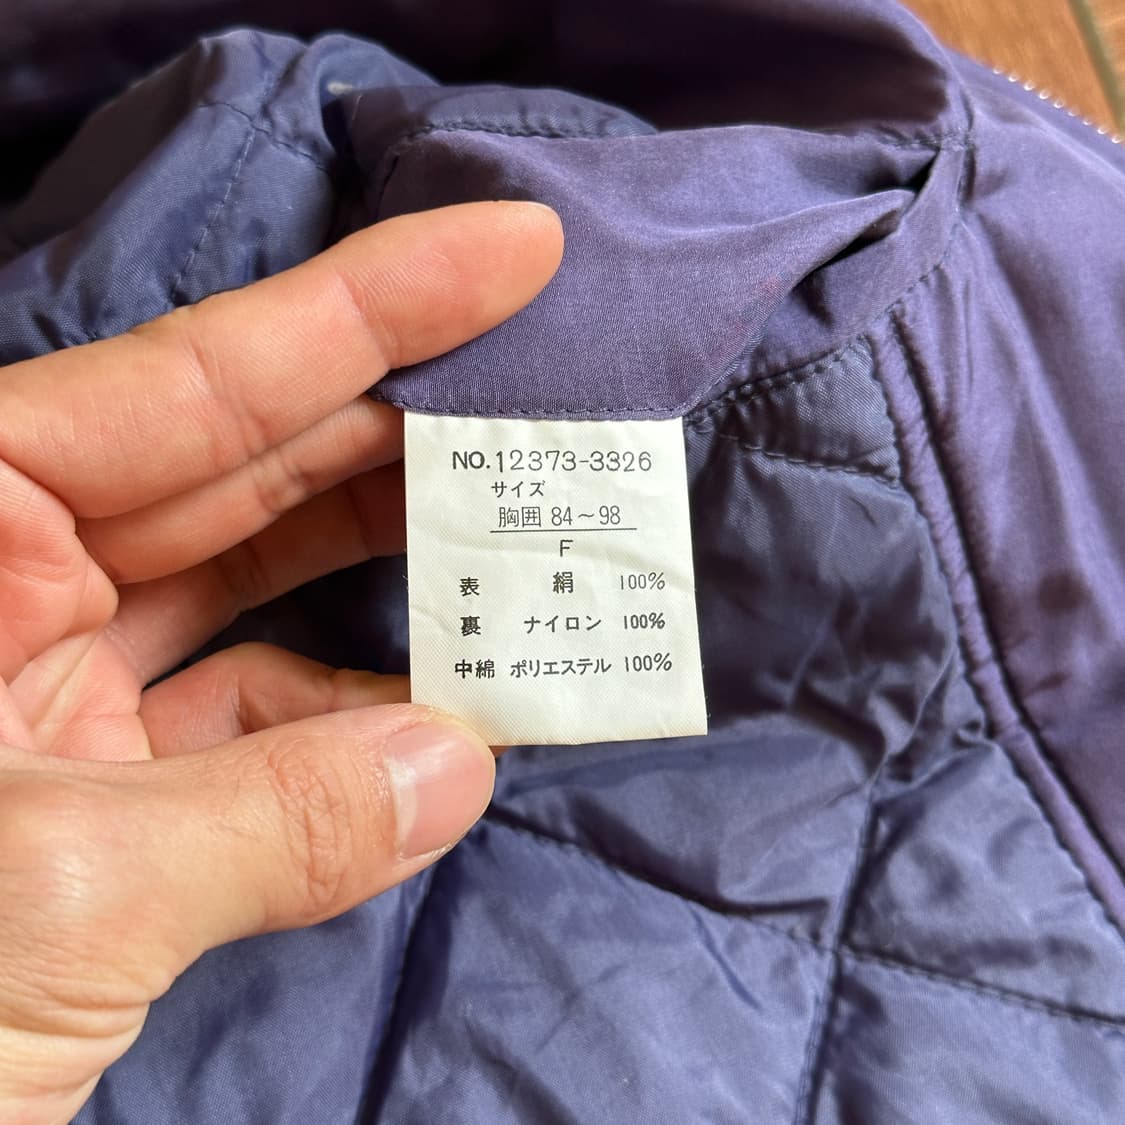 NO.12373-3326
サイズ
胸囲 84～98
F
表 絹 100%
裏 ナイロン 100%
中綿 ポリエステル 100%